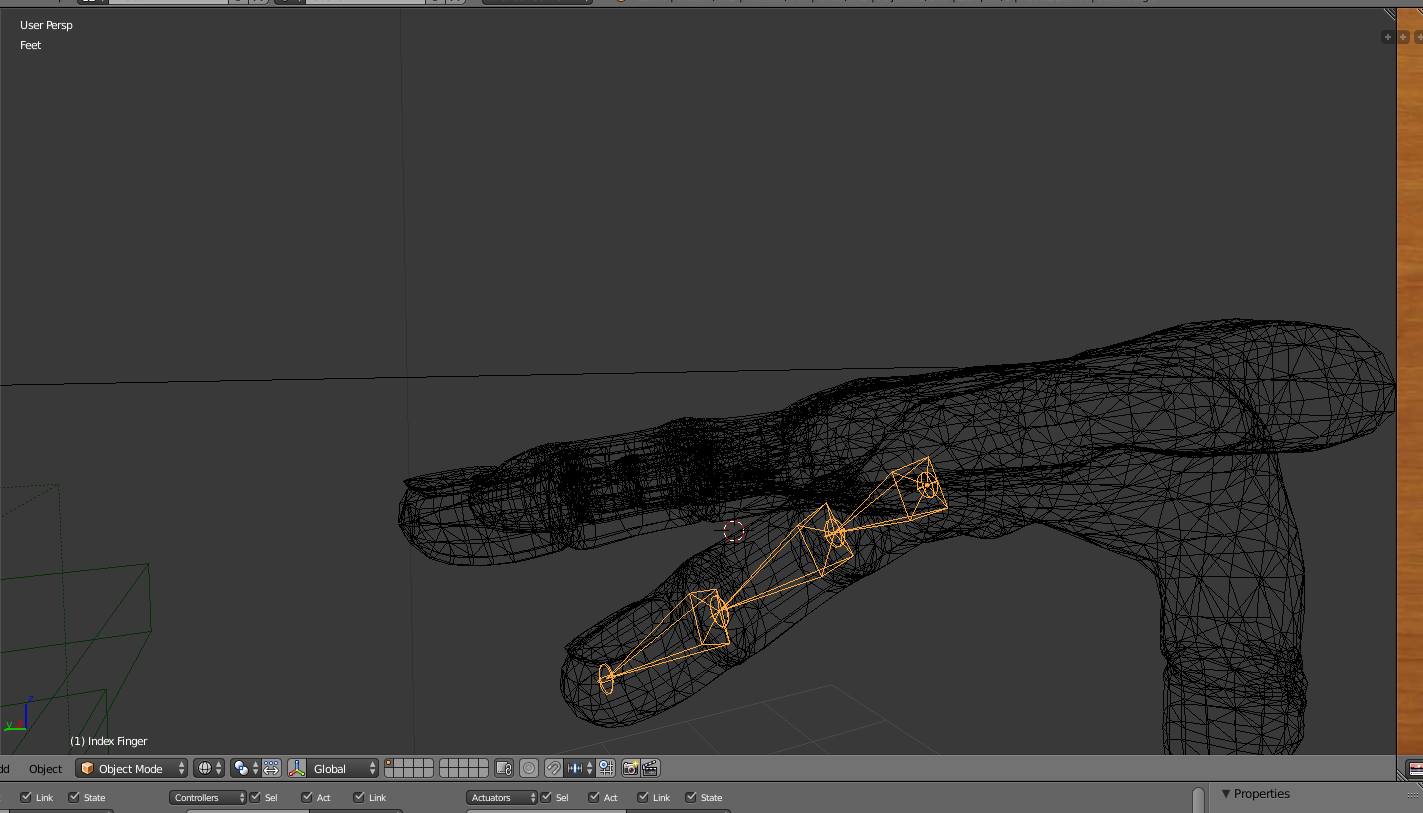 User Persp
Feet
(1) Index Finger
Object Object Mode Global
Link State Controllers Sel Act Link Actuators Sel Act Link State
Properties